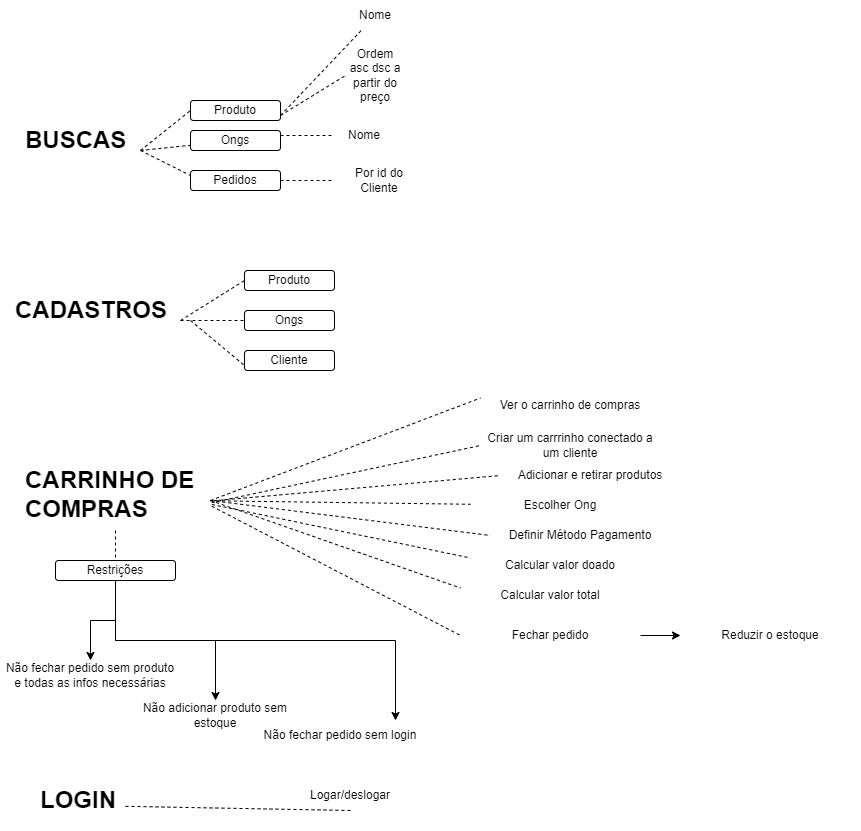 Nome
Ordem
asc dsc a
partir do
preço
Produto
BUSCAS
Ongs
Nome
Pedidos
Por id do
Cliente
Produto
CADASTROS
Ongs
Cliente
Ver o carrinho de compras
Criar um carrrinho conectado a
um cliente
CARRINHO DE
COMPRAS
Adicionar e retirar produtos
Escolher Ong
Definir Método Pagamento
Calcular valor doado
Calcular valor total
Fechar pedido
Reduzir o estoque
Restrições
Não fechar pedido sem produto
e todas as infos necessárias
Não adicionar produto sem
estoque
Não fechar pedido sem login
LOGIN
Logar/deslogar